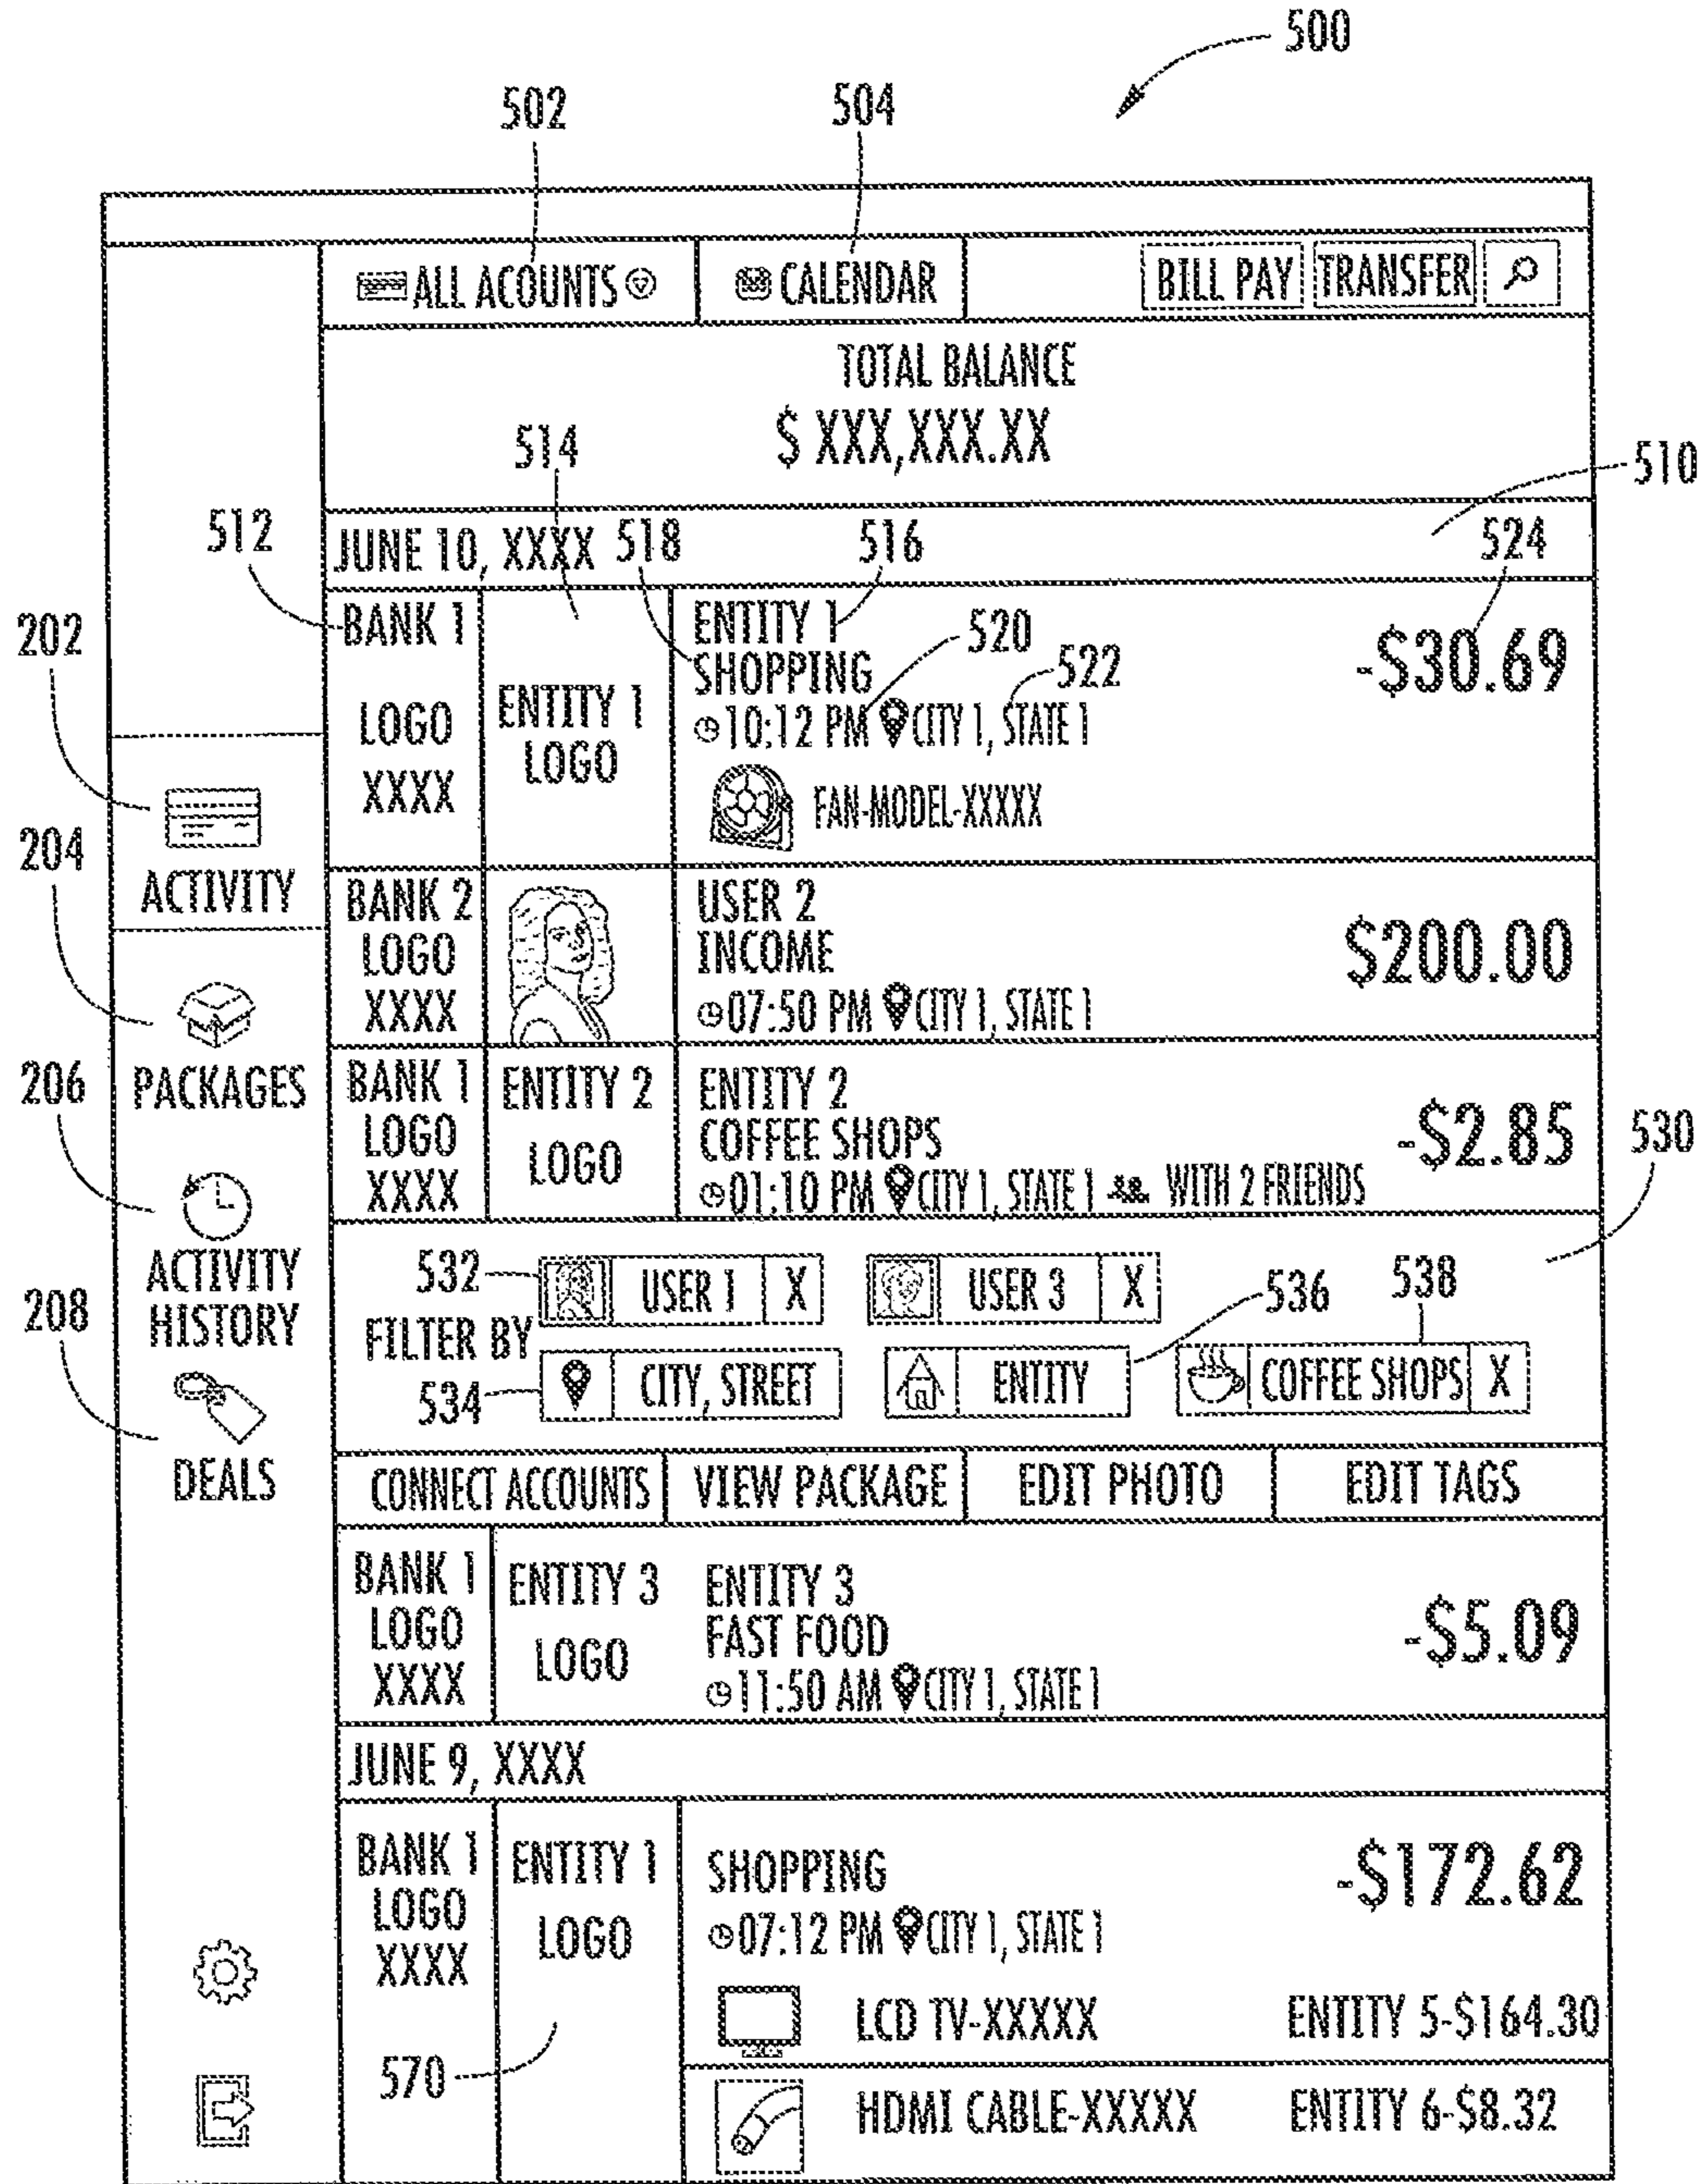 500
502
504
ALL ACOUNTS
CALENDAR
BILL PAY
TRANSFER
TOTAL BALANCE
$ XXX,XXX.XX
514
510
512
JUNE 10, XXXX
518
516
524
202
BANK 1
LOGO
XXXX
ENTITY 1
LOGO
ENTITY 1
SHOPPING
520
522
10:12 PM CITY 1, STATE 1
FAN-MODEL-XXXXX
-$30.69
204
ACTIVITY
BANK 2
LOGO
XXXX
USER 2
INCOME
07:50 PM CITY 1, STATE 1
$200.00
206
PACKAGES
BANK 1
LOGO
XXXX
ENTITY 2
LOGO
ENTITY 2
COFFEE SHOPS
01:10 PM CITY 1, STATE 1 WITH 2 FRIENDS
-$2.85
530
208
ACTIVITY
HISTORY
532
FILTER BY
534
USER 1 X
USER 3 X
536
538
CITY, STREET
ENTITY
COFFEE SHOPS X
DEALS
CONNECT ACCOUNTS
VIEW PACKAGE
EDIT PHOTO
EDIT TAGS
BANK 1
LOGO
XXXX
ENTITY 3
LOGO
ENTITY 3
FAST FOOD
11:50 AM CITY 1, STATE 1
-$5.09
JUNE 9, XXXX
BANK 1
LOGO
XXXX
570
ENTITY 1
LOGO
SHOPPING
07:12 PM CITY 1, STATE 1
-$172.62
LCD TV-XXXXX ENTITY 5-$164.30
HDMI CABLE-XXXXX ENTITY 6-$8.32